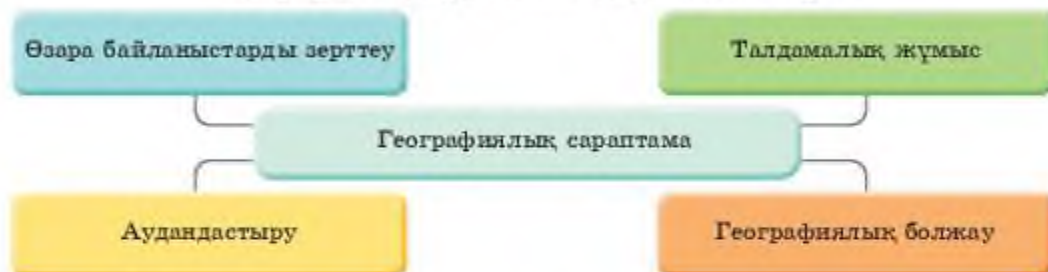 Өзара байланыстарды зерттеу
Талдамалық жұмыс
Географиялық сараптама
Аудандастыру
Географиялық болжау